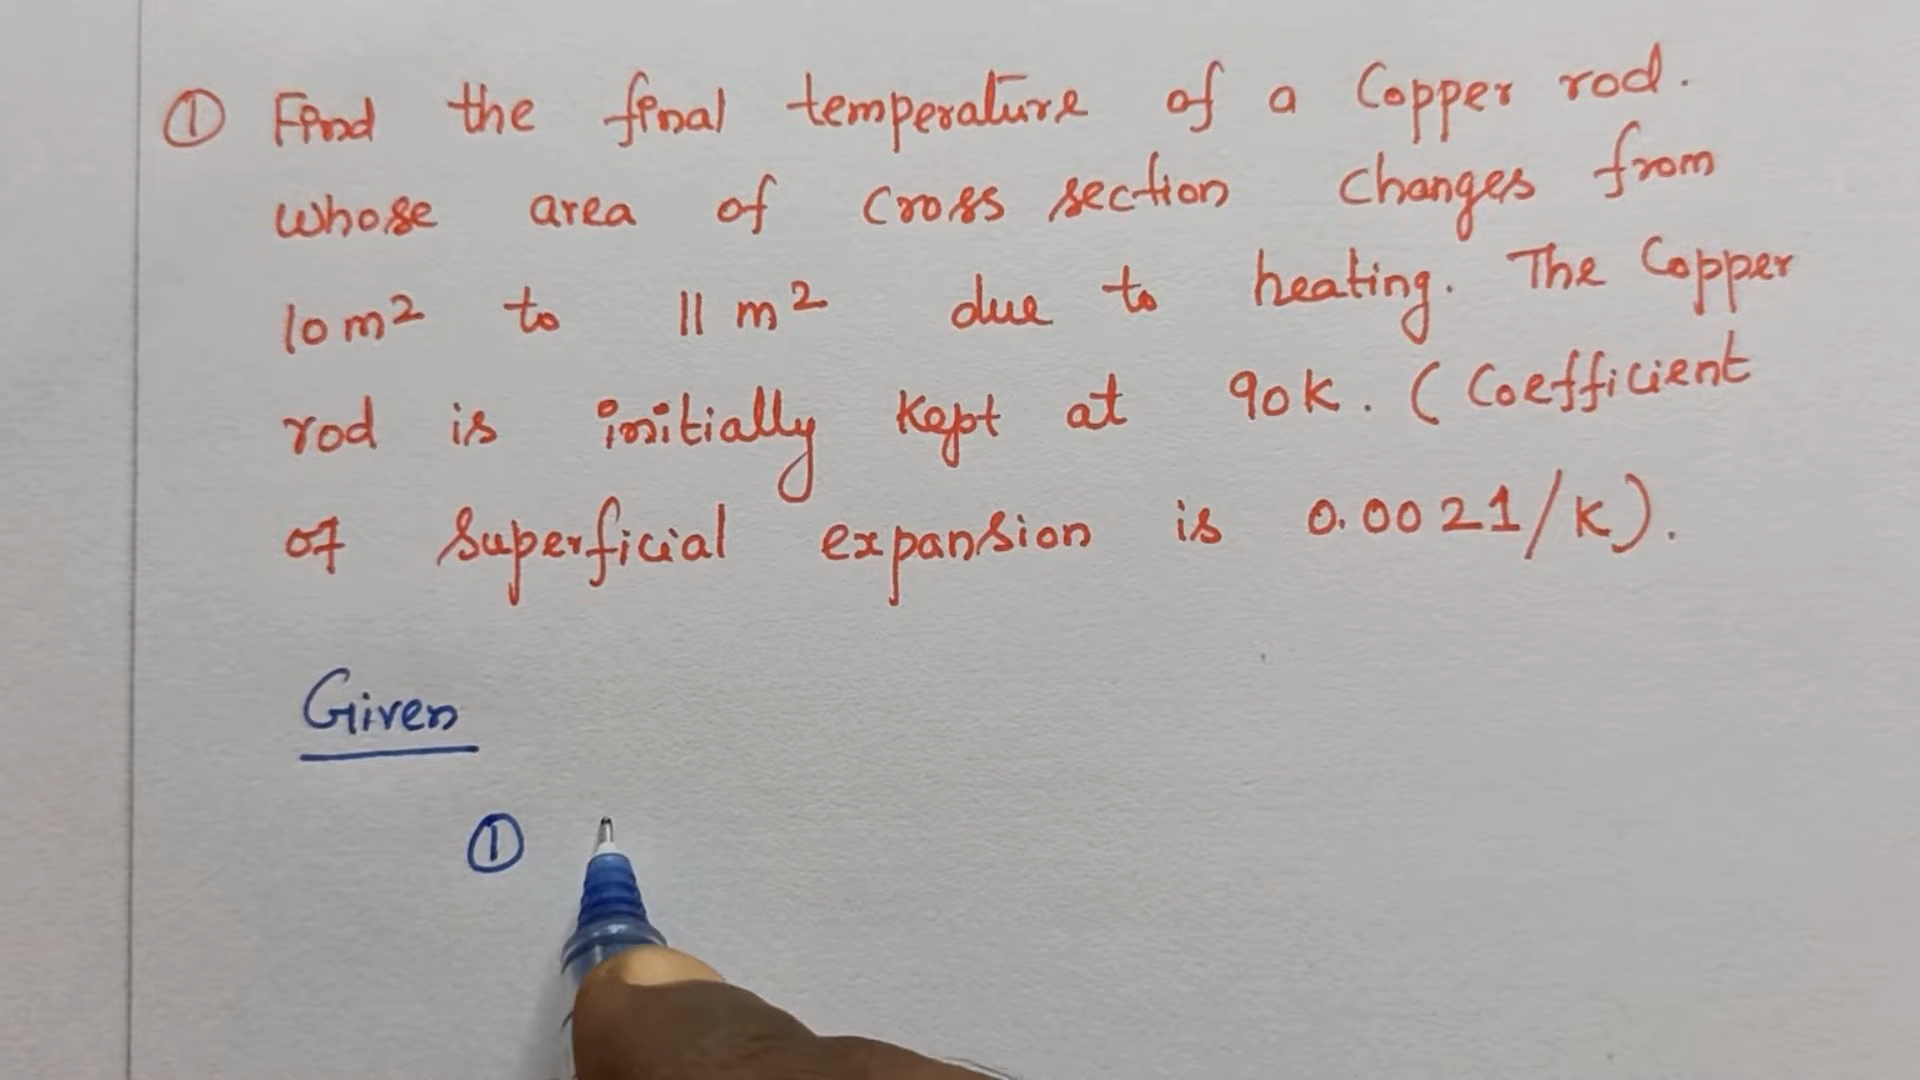 ① Find the final temperature of a Copper rod.
whose area of cross section changes from
10 m² to 11 m² due to heating. The Copper
rod is initially kept at 90K. (Coefficient
of superficial expansion is 0.0021/K).
Given
①